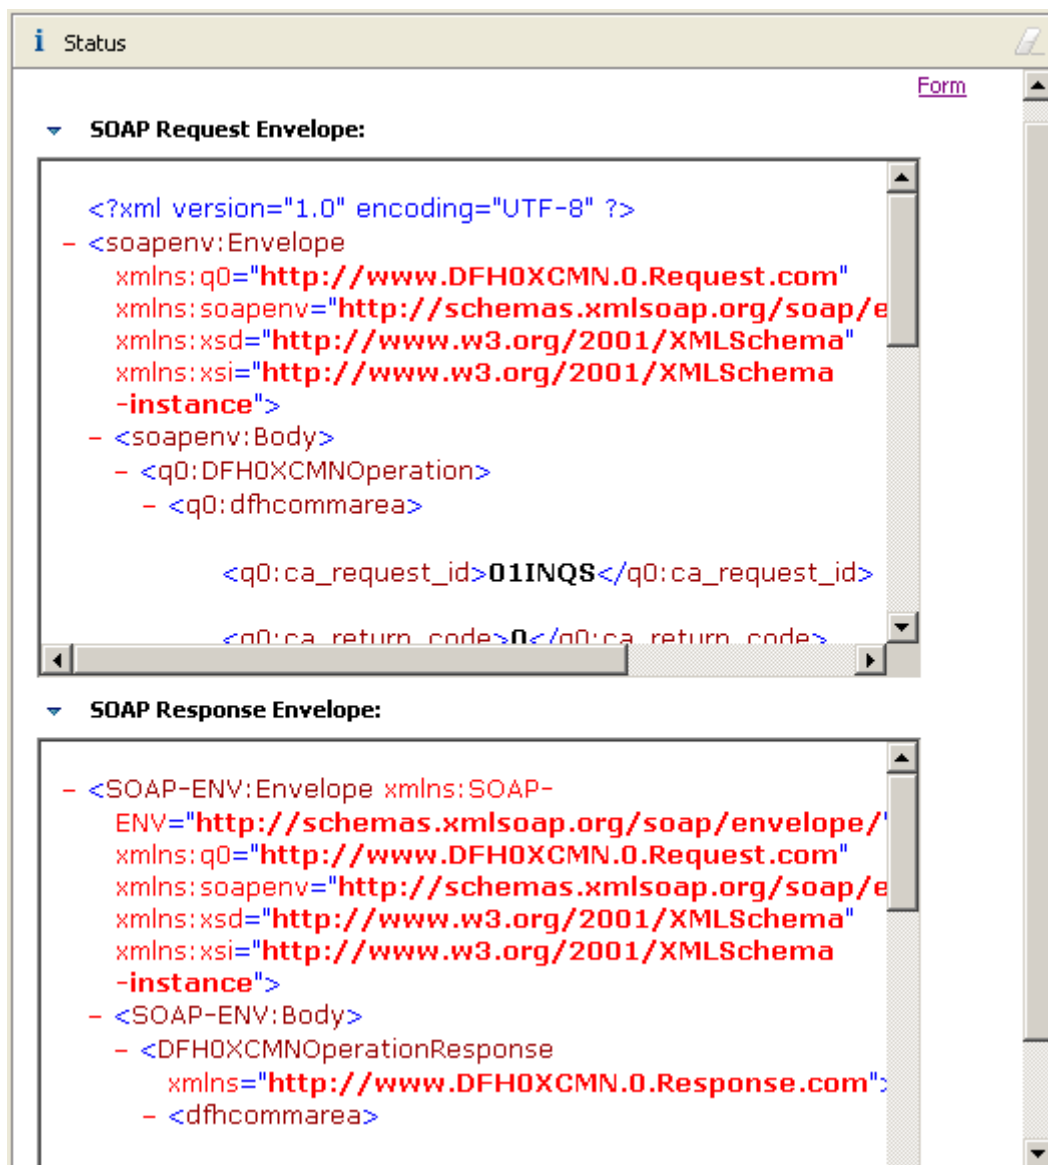 i Status
Form
SOAP Request Envelope:
<?xml version="1.0" encoding="UTF-8" ?>
- <soapenv:Envelope
xmlns:q0="http://www.DFH0XCMN.0.Request.com"
xmlns:soapenv="http://schemas.xmlsoap.org/soap/e
xmlns:xsd="http://www.w3.org/2001/XMLSchema"
xmlns:xsi="http://www.w3.org/2001/XMLSchema
-instance">
- <soapenv:Body>
- <q0:DFH0XCMNOperation>
- <q0:dfhcommarea>
<q0:ca_request_id>01INQS</q0:ca_request_id>
<q0:ca_return_code>0</q0:ca_return_code>
SOAP Response Envelope:
- <SOAP-ENV:Envelope xmlns:SOAP-
ENV="http://schemas.xmlsoap.org/soap/envelope/"
xmlns:q0="http://www.DFH0XCMN.0.Request.com"
xmlns:soapenv="http://schemas.xmlsoap.org/soap/e
xmlns:xsd="http://www.w3.org/2001/XMLSchema"
xmlns:xsi="http://www.w3.org/2001/XMLSchema
-instance">
- <SOAP-ENV:Body>
- <DFH0XCMNOperationResponse
xmlns="http://www.DFH0XCMN.0.Response.com">
- <dfhcommarea>